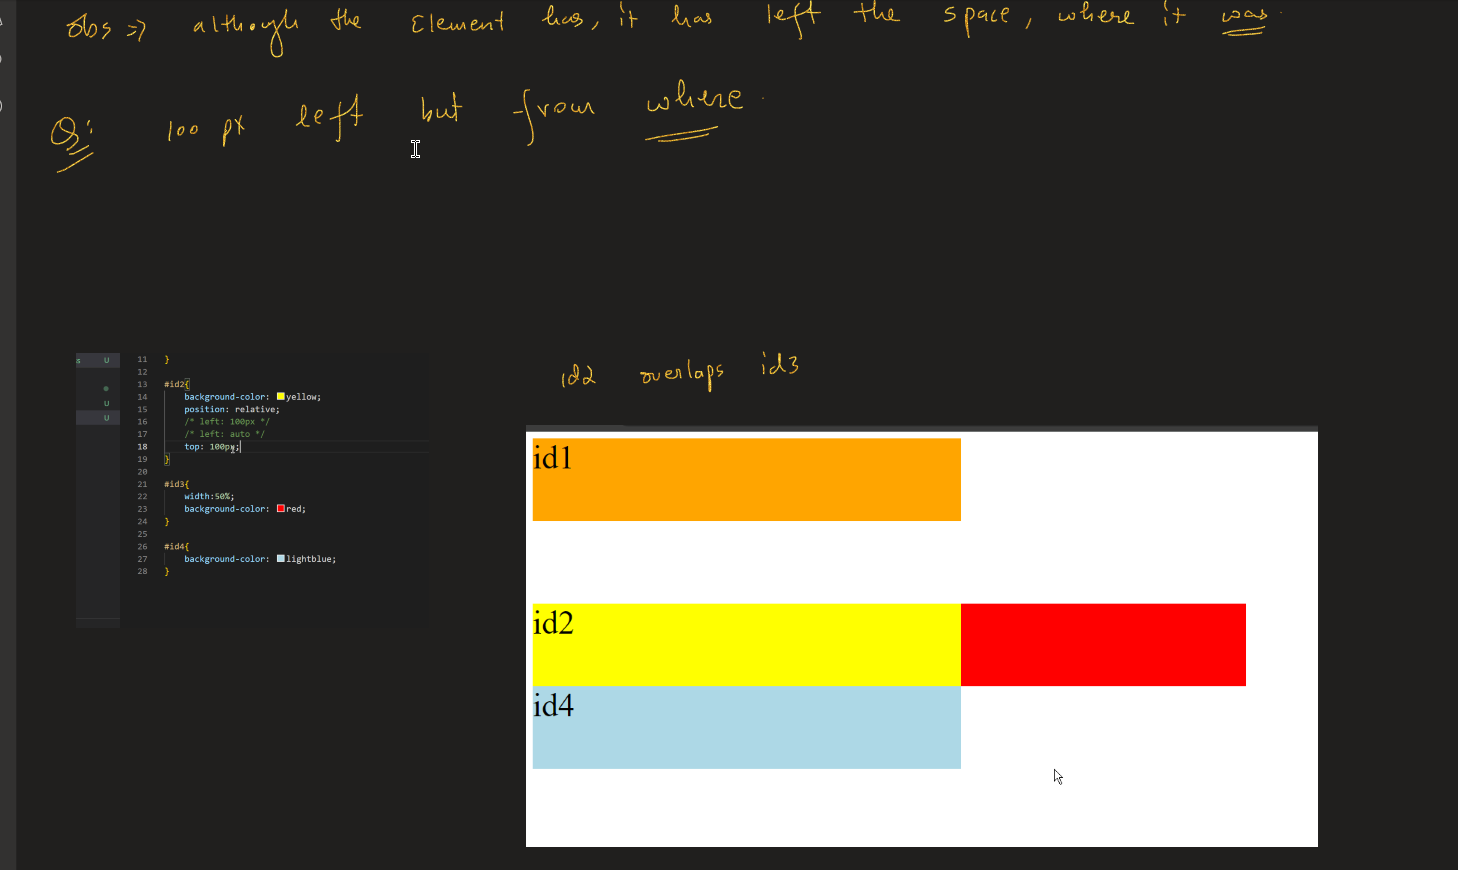 Obs => although the Element has, it has left the space, where it was.
Q: 100 px left but from where
s U
U
U
11 }
12
13 #id2{
14 background-color: yellow;
15 position: relative;
16 /* left: 100px */
17 /* left: auto */
18 top: 100px;
19 }
20
21 #id3{
22 width:50%;
23 background-color: red;
24 }
25
26 #id4{
27 background-color: lightblue;
28 }
id2 overlaps id3
id1
id2
id4